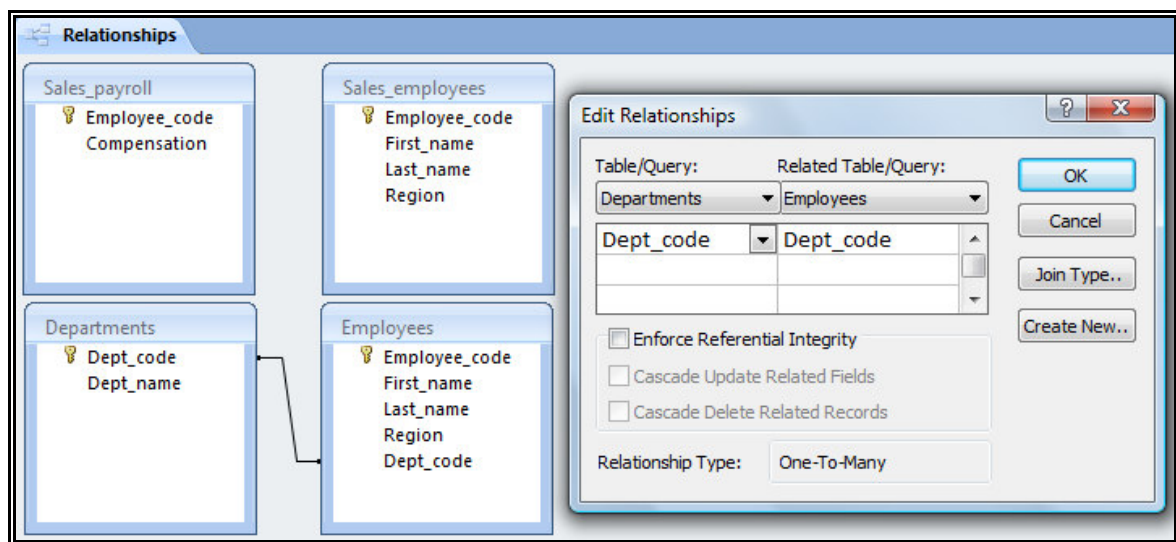 Relationships
Sales_payroll
Employee_code
Compensation
Sales_employees
Employee_code
First_name
Last_name
Region
Departments
Dept_code
Dept_name
Employees
Employee_code
First_name
Last_name
Region
Dept_code
Edit Relationships
? X
Table/Query: Related Table/Query:
Departments Employees
Dept_code Dept_code
Enforce Referential Integrity
Cascade Update Related Fields
Cascade Delete Related Records
Relationship Type: One-To-Many
OK
Cancel
Join Type..
Create New..